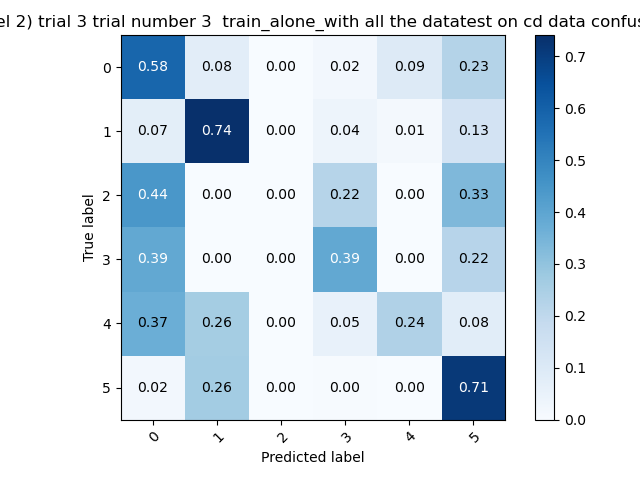 el 2) trial 3 trial number 3  train_alone_with all the datatest on cd data confus
0 0.58 0.08 0.00 0.02 0.09 0.23
1 0.07 0.74 0.00 0.04 0.01 0.13
2 0.44 0.00 0.00 0.22 0.00 0.33
3 0.39 0.00 0.00 0.39 0.00 0.22
4 0.37 0.26 0.00 0.05 0.24 0.08
5 0.02 0.26 0.00 0.00 0.00 0.71
0 1 2 3 4 5
True label
Predicted label
0.7
0.6
0.5
0.4
0.3
0.2
0.1
0.0